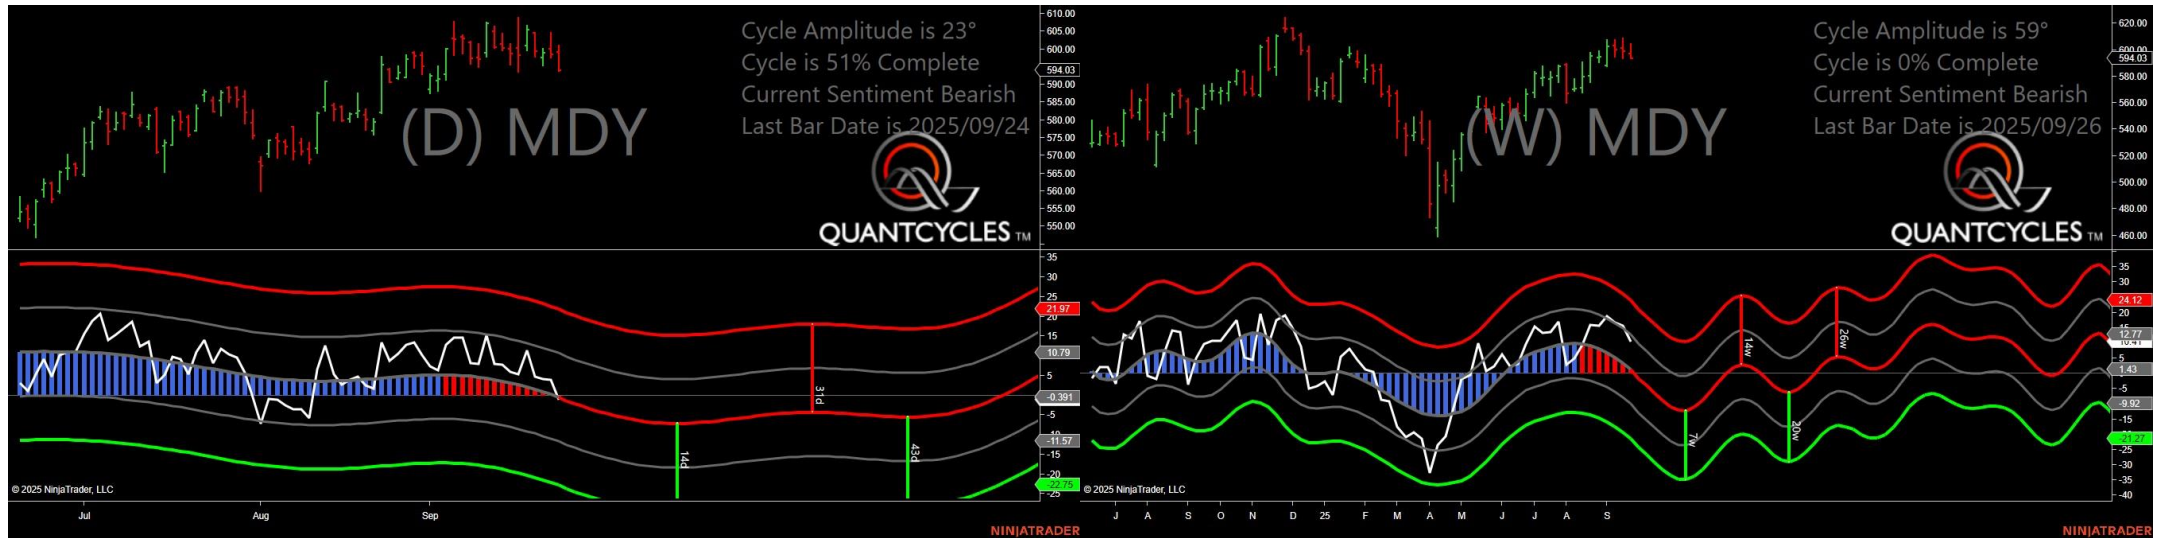 Cycle Amplitude is 23°
Cycle is 51% Complete
Current Sentiment Bearish
Last Bar Date is 2025/09/24
(D) MDY
QUANTCYCLES TM
610.00
605.00
600.00
594.03
590.00
585.00
580.00
575.00
570.00
565.00
560.00
555.00
550.00
35
30
25
21.97
20
15
10.79
5
-0.391
-5
-11.57
-15
-20
-22.75
-25
14d
31d
43d
© 2025 NinjaTrader, LLC
Jul Aug Sep
NINJATRADER
Cycle Amplitude is 59°
Cycle is 0% Complete
Current Sentiment Bearish
Last Bar Date is 2025/09/26
(W) MDY
QUANTCYCLES TM
620.00
600.00
594.03
580.00
560.00
540.00
520.00
500.00
480.00
460.00
35
30
24.12
12.77
10.41
5
1.43
-5
-9.92
-15
-21.27
-25
-30
-35
-40
7w
14w
20w
26w
© 2025 NinjaTrader, LLC
J A S O N D 25 F M A M J J A S
NINJATRADER